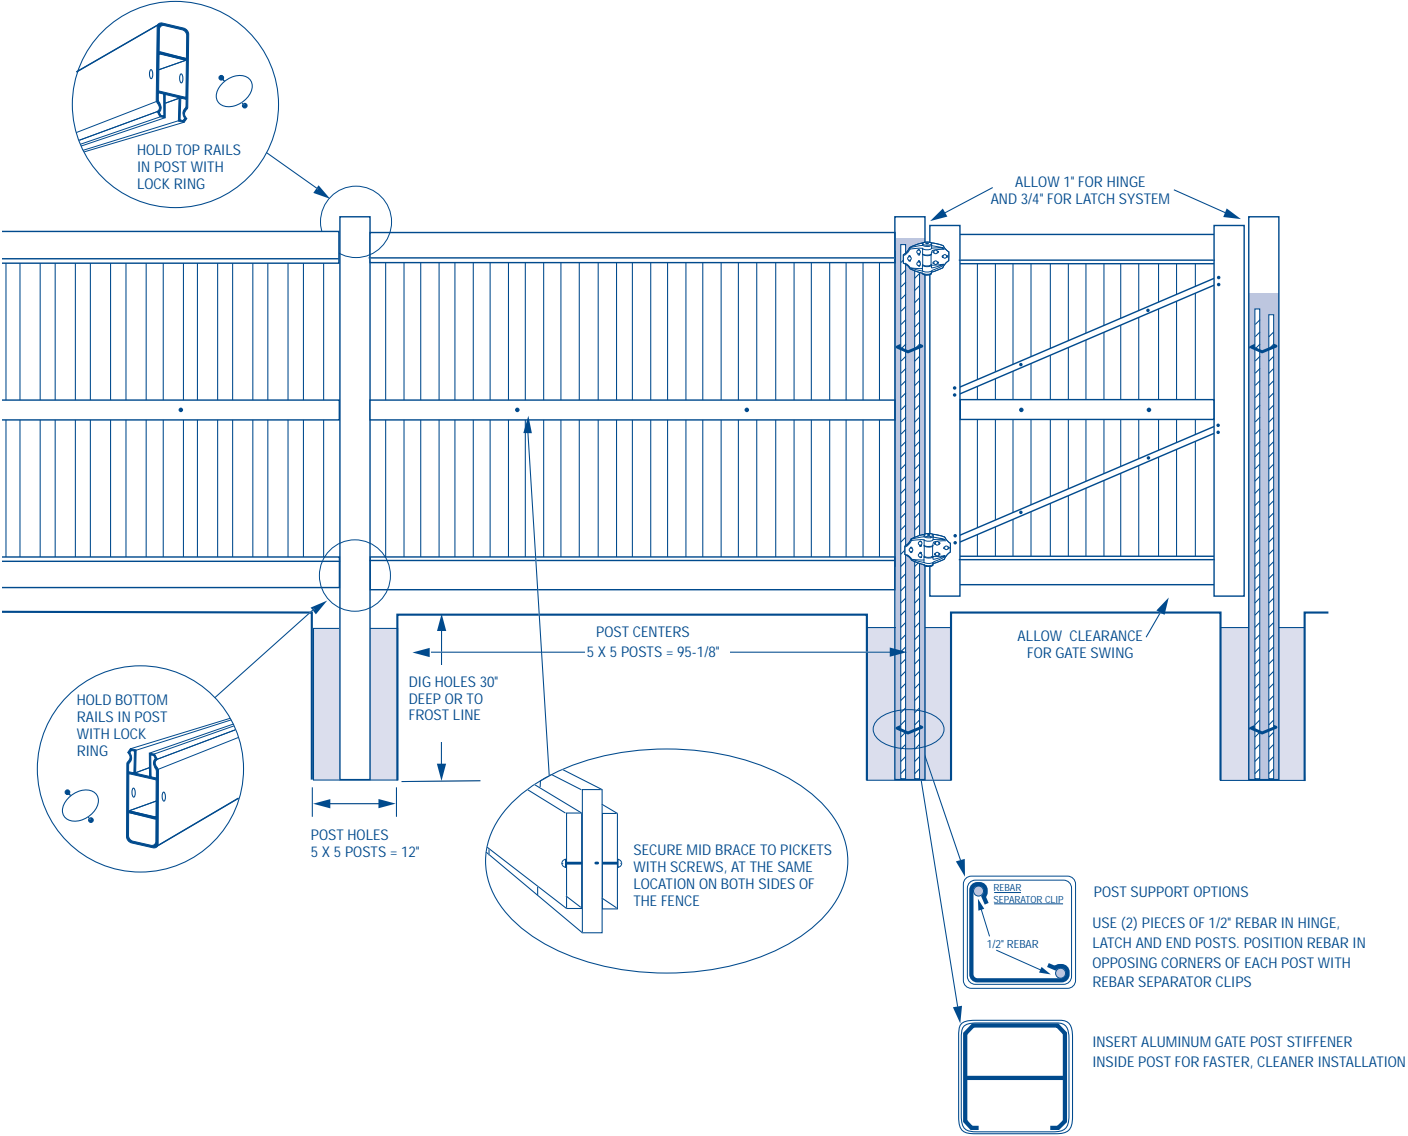 HOLD TOP RAILS
IN POST WITH
LOCK RING
ALLOW 1" FOR HINGE
AND 3/4" FOR LATCH SYSTEM
POST CENTERS
5 X 5 POSTS = 95-1/8"
ALLOW CLEARANCE
FOR GATE SWING
DIG HOLES 30"
DEEP OR TO
FROST LINE
HOLD BOTTOM
RAILS IN POST
WITH LOCK
RING
POST HOLES
5 X 5 POSTS = 12"
SECURE MID BRACE TO PICKETS
WITH SCREWS, AT THE SAME
LOCATION ON BOTH SIDES OF
THE FENCE
REBAR
SEPARATOR CLIP
1/2" REBAR
POST SUPPORT OPTIONS
USE (2) PIECES OF 1/2" REBAR IN HINGE,
LATCH AND END POSTS. POSITION REBAR IN
OPPOSING CORNERS OF EACH POST WITH
REBAR SEPARATOR CLIPS
INSERT ALUMINUM GATE POST STIFFENER
INSIDE POST FOR FASTER, CLEANER INSTALLATION